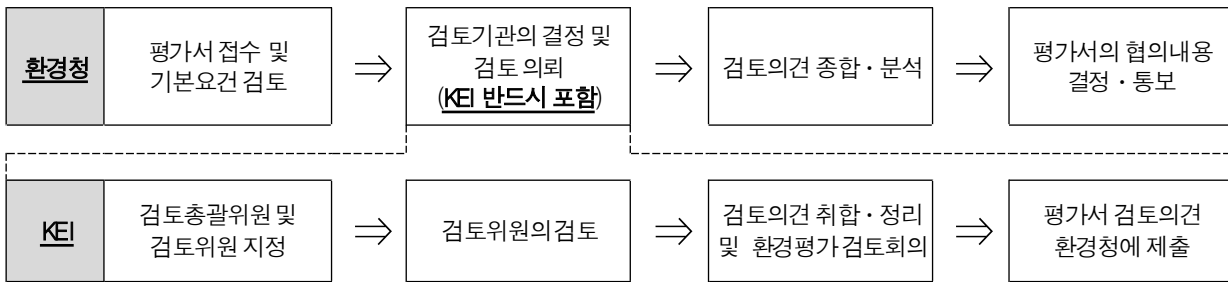 환경청
평가서 접수 및
기본요건 검토
⇒
검토기관의 결정 및
검토 의뢰
(KEI 반드시 포함)
⇒
검토의견 종합・분석
⇒
평가서의 협의내용
결정・통보
KEI
검토총괄위원 및
검토위원 지정
⇒
검토위원의 검토
⇒
검토의견 취합・정리
및 환경평가 검토회의
⇒
평가서 검토의견
환경청에 제출